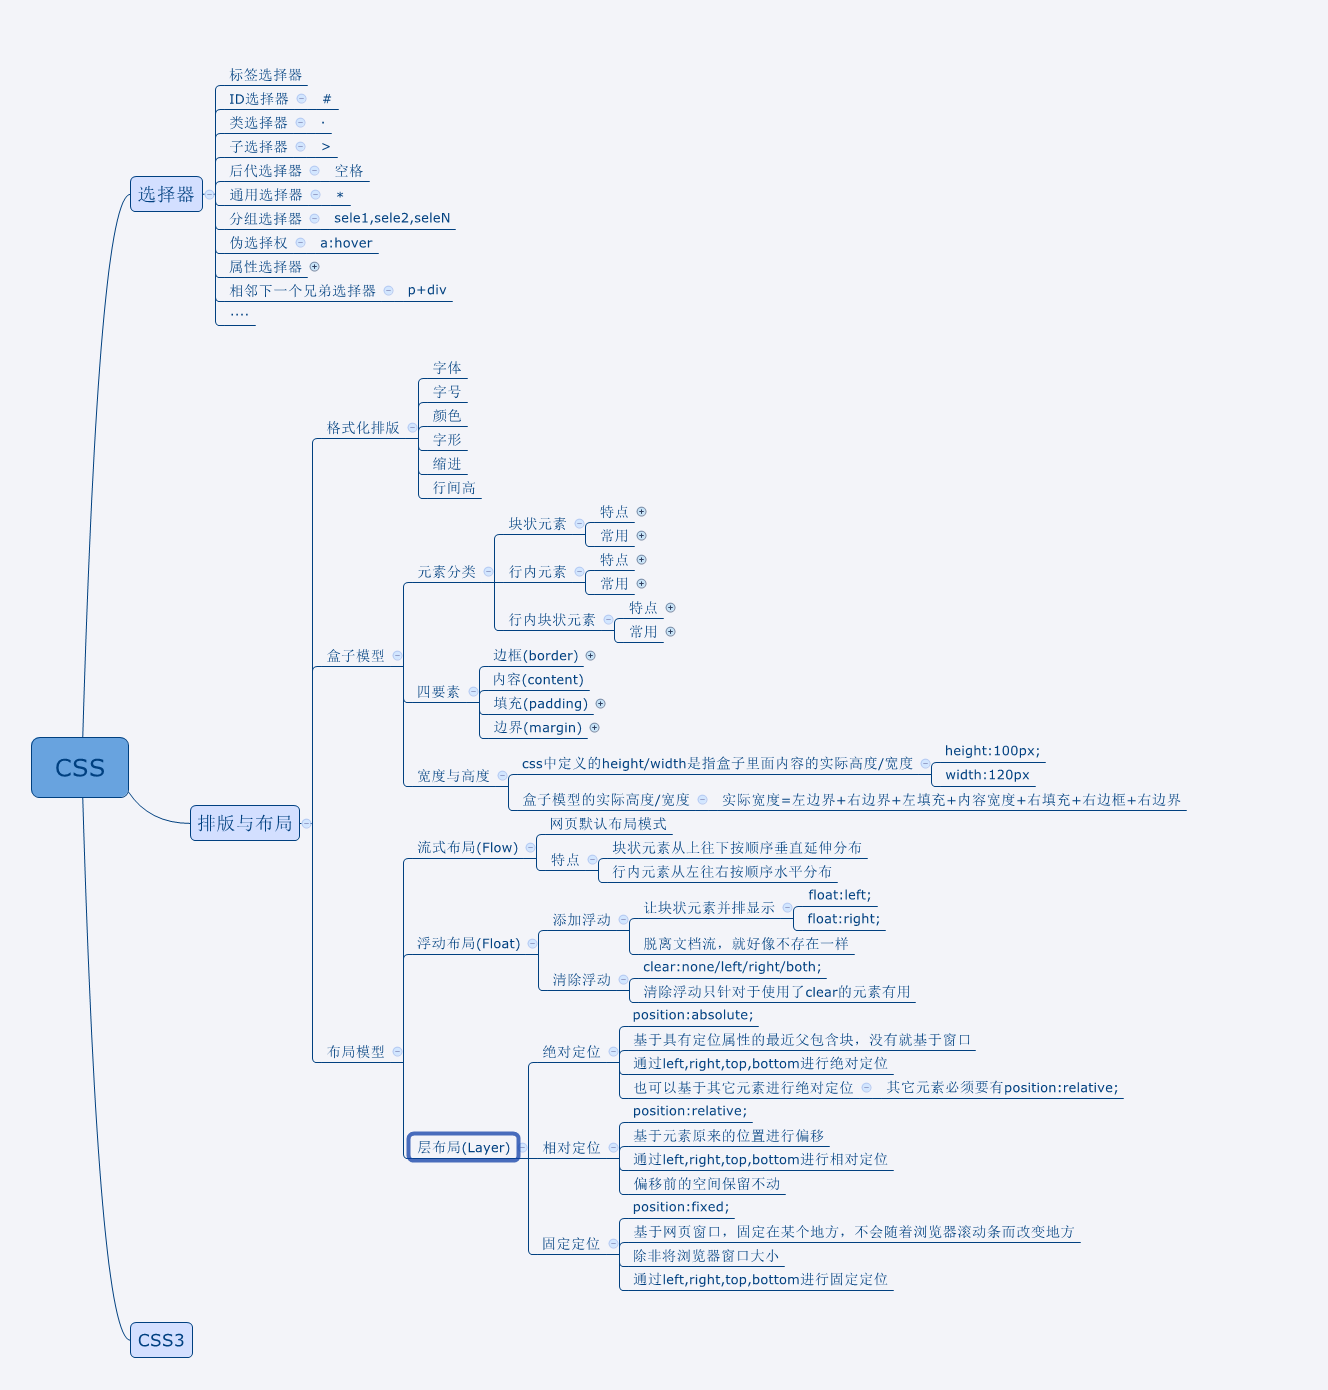 标签选择器
ID选择器 #
类选择器 ·
子选择器 >
后代选择器 空格
选择器
通用选择器 *
分组选择器 sele1,sele2,seleN
伪选择权 a:hover
属性选择器
相邻下一个兄弟选择器 p+div
....
字体
字号
颜色
格式化排版
字形
缩进
行间高
特点
块状元素
常用
特点
元素分类 行内元素
常用
特点
行内块状元素
常用
盒子模型
边框(border)
内容(content)
四要素
填充(padding)
边界(margin)
height:100px;
css中定义的height/width是指盒子里面内容的实际高度/宽度
CSS
宽度与高度
width:120px
盒子模型的实际高度/宽度 实际宽度=左边界+右边界+左填充+内容宽度+右填充+右边框+右边界
排版与布局
网页默认布局模式
流式布局(Flow)
块状元素从上往下按顺序垂直延伸分布
特点
行内元素从左往右按顺序水平分布
float:left;
让块状元素并排显示
添加浮动
float:right;
浮动布局(Float)
脱离文档流，就好像不存在一样
clear:none/left/right/both;
清除浮动
清除浮动只针对于使用了clear的元素有用
position:absolute;
基于具有定位属性的最近父包含块，没有就基于窗口
布局模型
绝对定位
通过left,right,top,bottom进行绝对定位
也可以基于其它元素进行绝对定位 其它元素必须要有position:relative;
position:relative;
基于元素原来的位置进行偏移
层布局(Layer)
相对定位
通过left,right,top,bottom进行相对定位
偏移前的空间保留不动
position:fixed;
基于网页窗口，固定在某个地方，不会随着浏览器滚动条而改变地方
固定定位
除非将浏览器窗口大小
通过left,right,top,bottom进行固定定位
CSS3